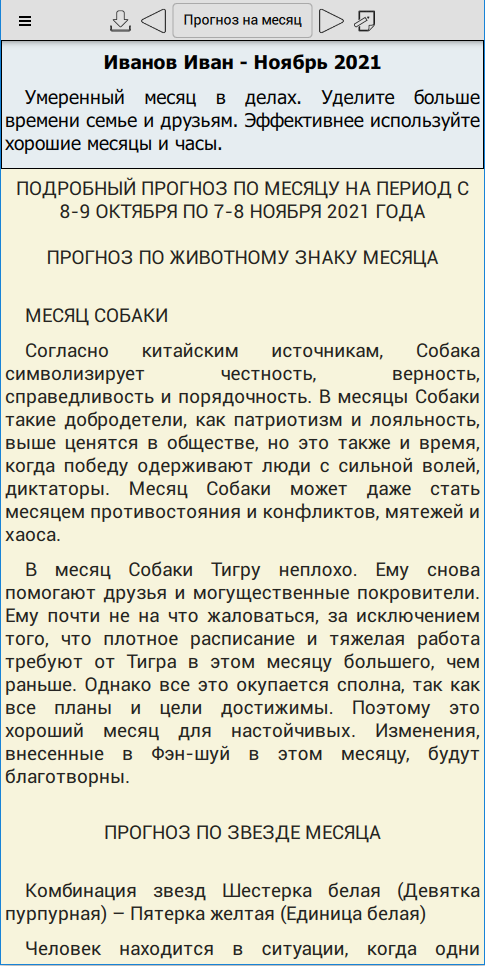 Прогноз на месяц
Иванов Иван - Ноябрь 2021
Умеренный месяц в делах. Уделите больше
времени семье и друзьям. Эффективнее используйте
хорошие месяцы и часы.
ПОДРОБНЫЙ ПРОГНОЗ ПО МЕСЯЦУ НА ПЕРИОД С
8-9 ОКТЯБРЯ ПО 7-8 НОЯБРЯ 2021 ГОДА
ПРОГНОЗ ПО ЖИВОТНОМУ ЗНАКУ МЕСЯЦА
МЕСЯЦ СОБАКИ
Согласно китайским источникам, Собака
символизирует честность, верность,
справедливость и порядочность. В месяцы Собаки
такие добродетели, как патриотизм и лояльность,
выше ценятся в обществе, но это также и время,
когда победу одерживают люди с сильной волей,
диктаторы. Месяц Собаки может даже стать
месяцем противостояния и конфликтов, мятежей и
хаоса.
В месяц Собаки Тигру неплохо. Ему снова
помогают друзья и могущественные покровители.
Ему почти не на что жаловаться, за исключением
того, что плотное расписание и тяжелая работа
требуют от Тигра в этом месяцу большего, чем
раньше. Однако все это окупается сполна, так как
все планы и цели достижимы. Поэтому это
хороший месяц для настойчивых. Изменения,
внесенные в Фэн-шуй в этом месяцу, будут
благотворны.
ПРОГНОЗ ПО ЗВЕЗДЕ МЕСЯЦА
Комбинация звезд Шестерка белая (Девятка
пурпурная) – Пятерка желтая (Единица белая)
Человек находится в ситуации, когда одни